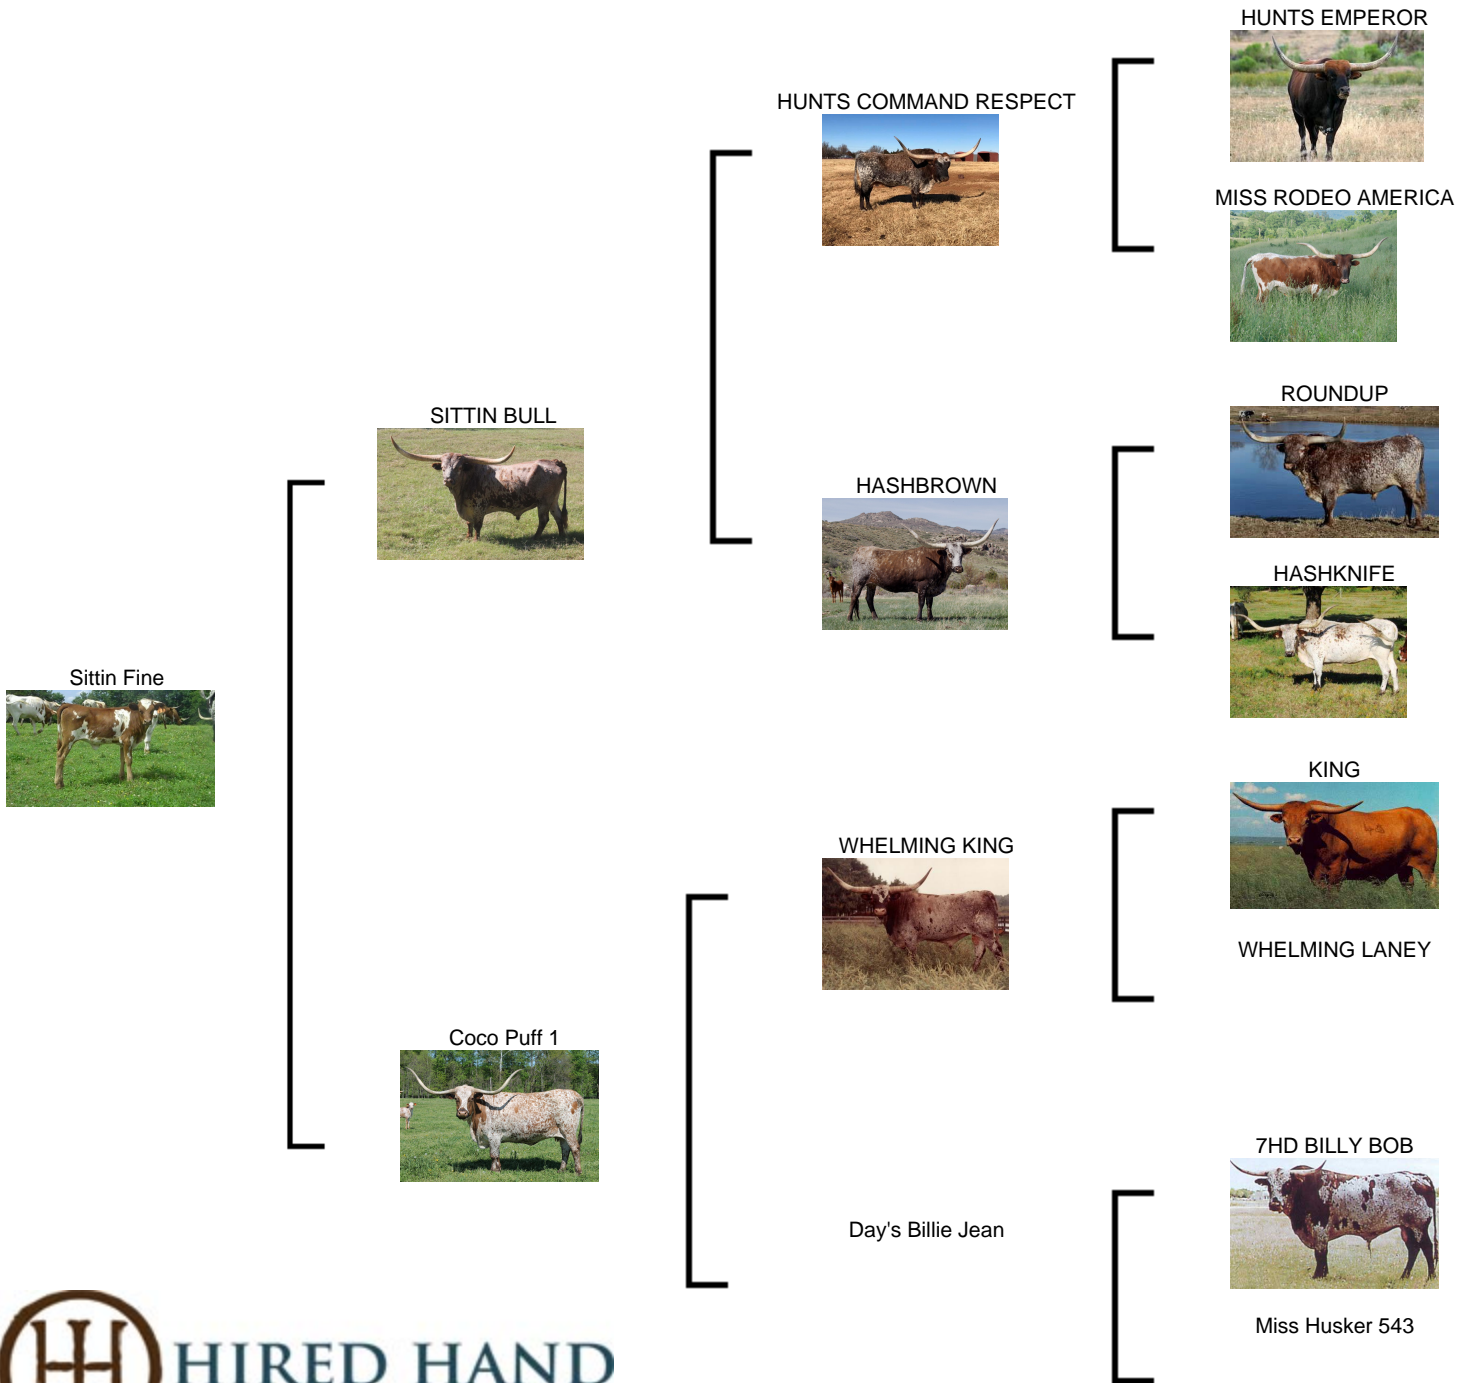 HUNTS EMPEROR
HUNTS COMMAND RESPECT
MISS RODEO AMERICA
ROUNDUP
SITTIN BULL
HASHBROWN
HASHKNIFE
Sittin Fine
KING
WHELMING KING
WHELMING LANEY
Coco Puff 1
7HD BILLY BOB
Day's Billie Jean
Miss Husker 543
HIRED HAND